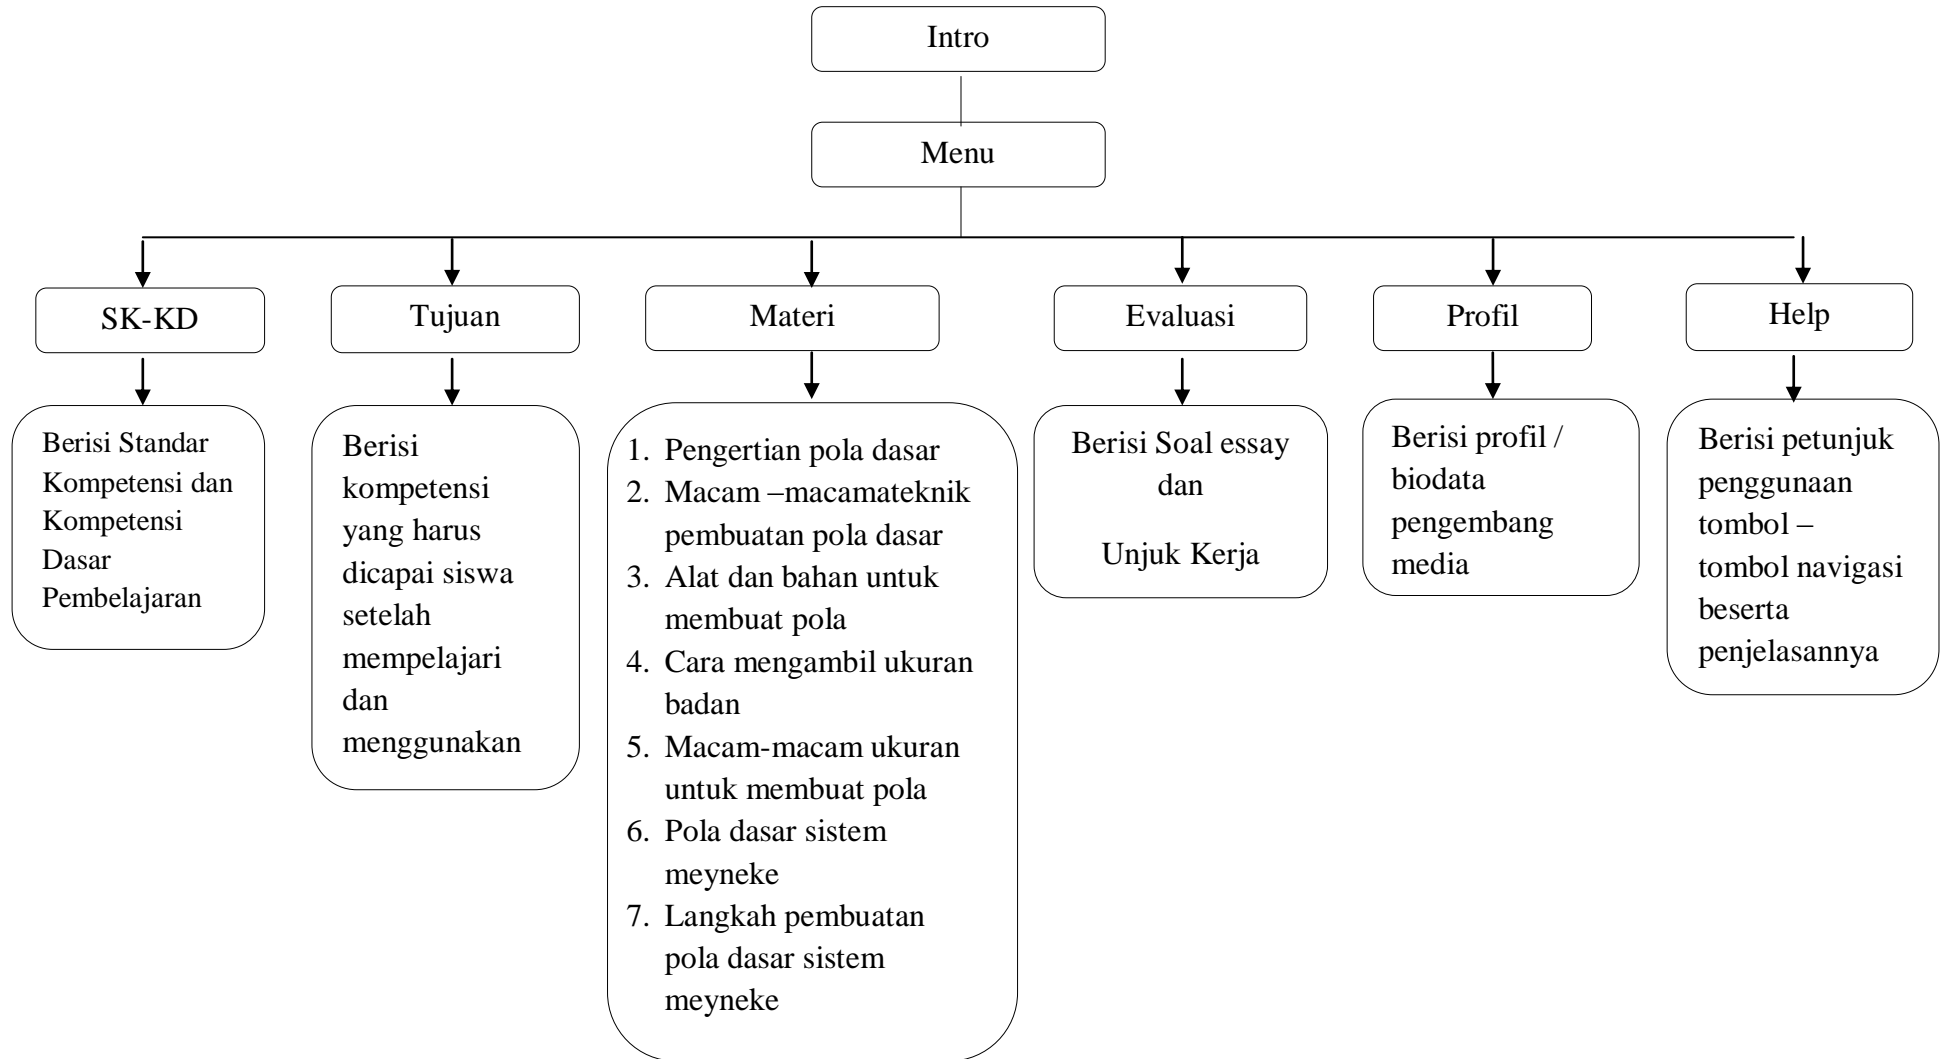 Intro
Menu
SK-KD
Tujuan
Materi
Evaluasi
Profil
Help
Berisi Standar
Kompetensi dan
Kompetensi
Dasar
Pembelajaran
Berisi
kompetensi
yang harus
dicapai siswa
setelah
mempelajari
dan
menggunakan
1. Pengertian pola dasar
2. Macam –macamateknik
pembuatan pola dasar
3. Alat dan bahan untuk
membuat pola
4. Cara mengambil ukuran
badan
5. Macam-macam ukuran
untuk membuat pola
6. Pola dasar sistem
meyneke
7. Langkah pembuatan
pola dasar sistem
meyneke
Berisi Soal essay
dan
Unjuk Kerja
Berisi profil /
biodata
pengembang
media
Berisi petunjuk
penggunaan
tombol –
tombol navigasi
beserta
penjelasannya